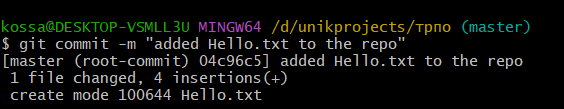 kossa@DESKTOP-VSMLL3U MINGW64 /d/unikprojects/трпо (master)
$ git commit -m "added Hello.txt to the repo"
[master (root-commit) 04c96c5] added Hello.txt to the repo
 1 file changed, 4 insertions(+)
 create mode 100644 Hello.txt